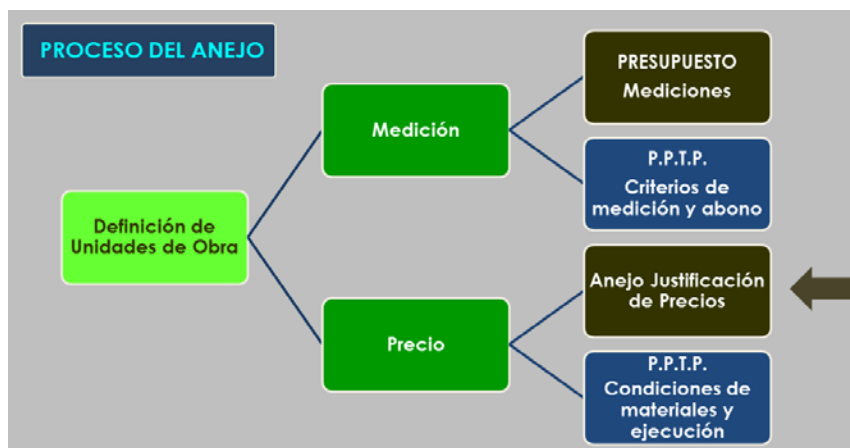 PROCESO DEL ANEJO
Definición de
Unidades de Obra
Medición
PRESUPUESTO
Mediciones
P.P.T.P.
Criterios de
medición y abono
Precio
Anejo Justificación
de Precios
P.P.T.P.
Condiciones de
materiales y
ejecución